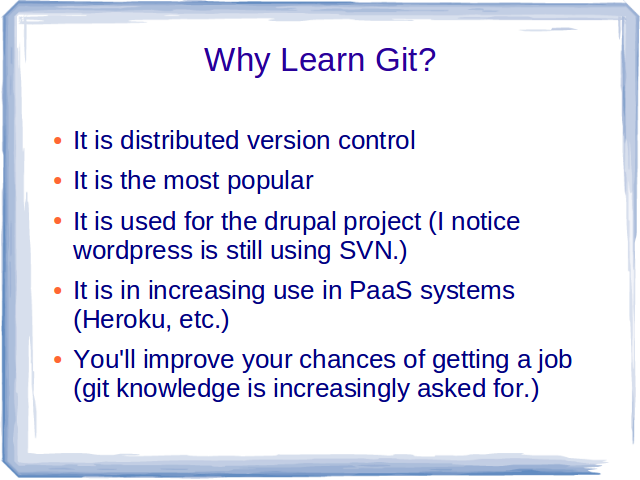 Why Learn Git?
• It is distributed version control
• It is the most popular
• It is used for the drupal project (I notice
wordpress is still using SVN.)
• It is in increasing use in PaaS systems
(Heroku, etc.)
• You'll improve your chances of getting a job
(git knowledge is increasingly asked for.)